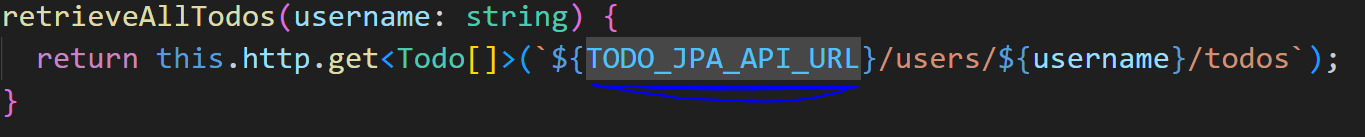 retrieveAllTodos(username: string) {
return this.http.get<Todo[]>(`${TODO_JPA_API_URL}/users/${username}/todos`);
}